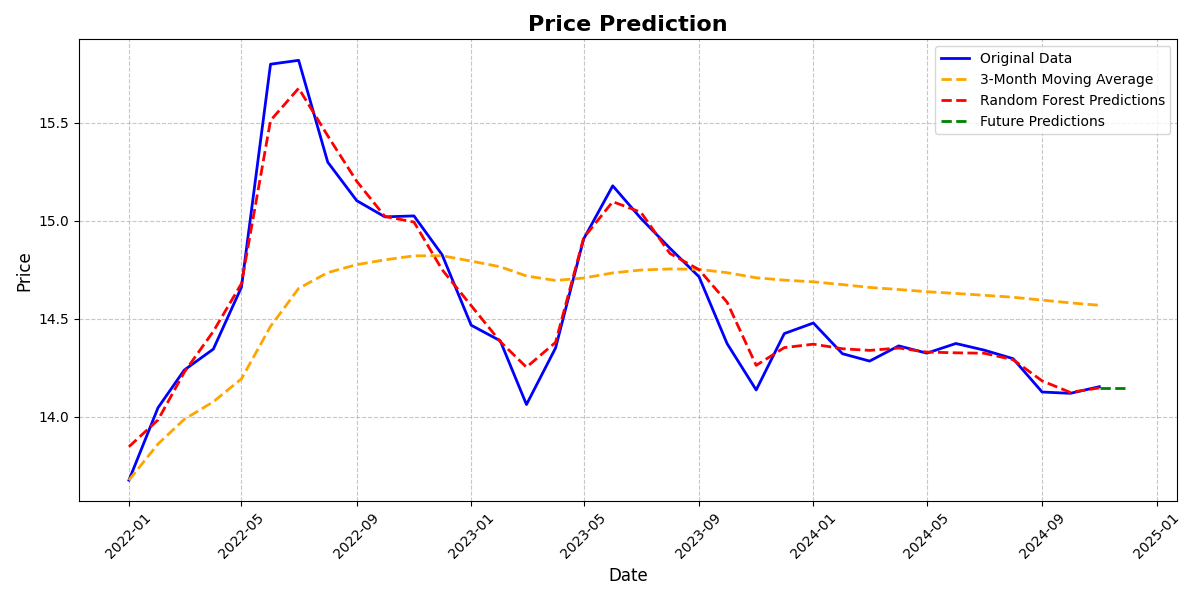 Price Prediction
Original Data
3-Month Moving Average
Random Forest Predictions
Future Predictions
Price
15.5
15.0
14.5
14.0
2022-01
2022-05
2022-09
2023-01
2023-05
2023-09
2024-01
2024-05
2024-09
2025-01
Date